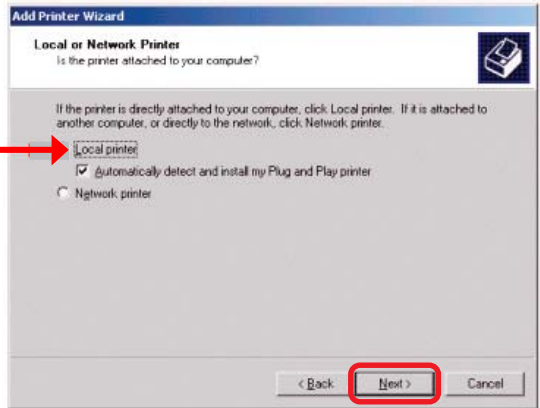 Add Printer Wizard
Local or Network Printer
Is the printer attached to your computer?
If the printer is directly attached to your computer, click Local printer. If it is attached to
another computer, or directly to the network, click Network printer.
Local printer
Automatically detect and install my Plug and Play printer
Network printer
< Back
Next >
Cancel